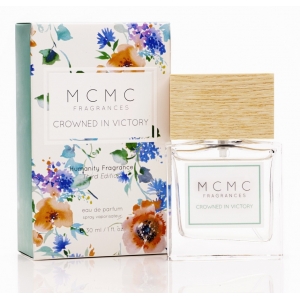 MCMC
FRAGRANCES
CROWNED IN VICTORY
Humanity Fragrance
Edition
eau de parfum
spray vaporisateur
MCMC
FRAGRANCES
CROWNED IN VICTORY